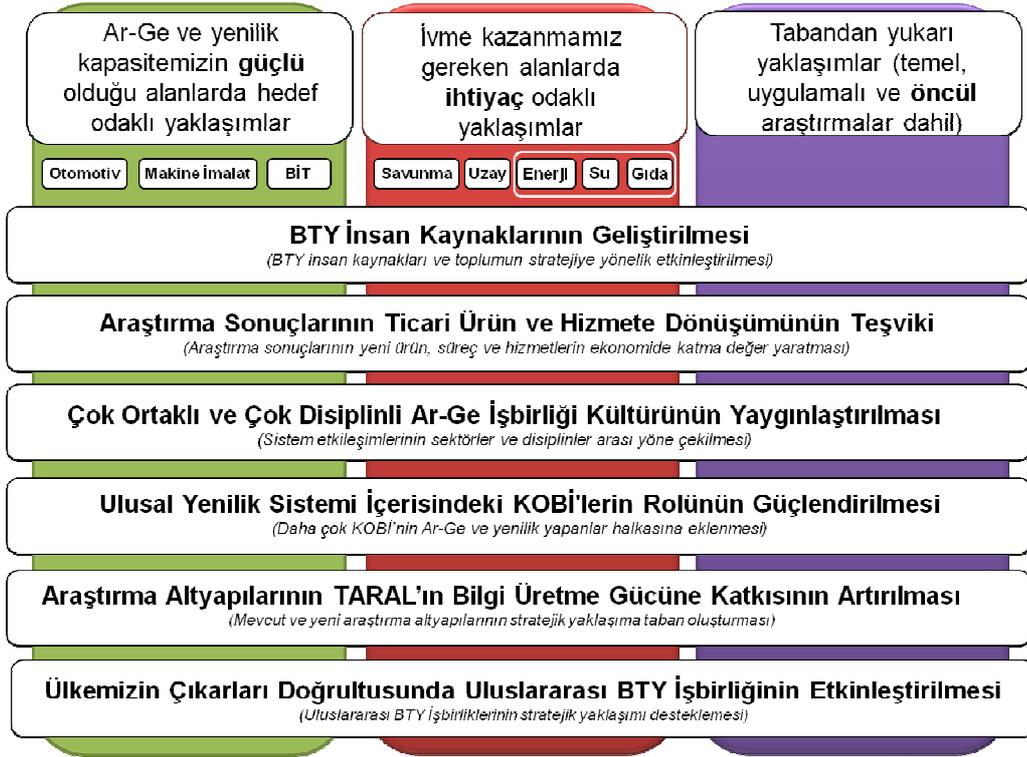 Ar-Ge ve yenilik
kapasitemizin güçlü
olduğu alanlarda hedef
odaklı yaklaşımlar
İvme kazanmamız
gereken alanlarda
ihtiyaç odaklı
yaklaşımlar
Tabandan yukarı
yaklaşımlar (temel,
uygulamalı ve öncül
araştırmalar dahil)
Otomotiv Makine İmalat BİT
Savunma Uzay Enerji Su Gıda
BTY İnsan Kaynaklarının Geliştirilmesi
(BTY insan kaynakları ve toplumun stratejiye yönelik etkinleştirilmesi)
Araştırma Sonuçlarının Ticari Ürün ve Hizmete Dönüşümünün Teşviki
(Araştırma sonuçlarının yeni ürün, süreç ve hizmetlerin ekonomide katma değer yaratması)
Çok Ortaklı ve Çok Disiplinli Ar-Ge İşbirliği Kültürünün Yaygınlaştırılması
(Sistem etkileşimlerinin sektörler ve disiplinler arası yöne çekilmesi)
Ulusal Yenilik Sistemi İçerisindeki KOBİ'lerin Rolünün Güçlendirilmesi
(Daha çok KOBİ'nin Ar-Ge ve yenilik yapanlar halkasına eklenmesi)
Araştırma Altyapılarının TARAL'ın Bilgi Üretme Gücüne Katkısının Artırılması
(Mevcut ve yeni araştırma altyapılarının stratejik yaklaşıma taban oluşturması)
Ülkemizin Çıkarları Doğrultusunda Uluslararası BTY İşbirliğinin Etkinleştirilmesi
(Uluslararası BTY İşbirliklerinin stratejik yaklaşımı desteklemesi)